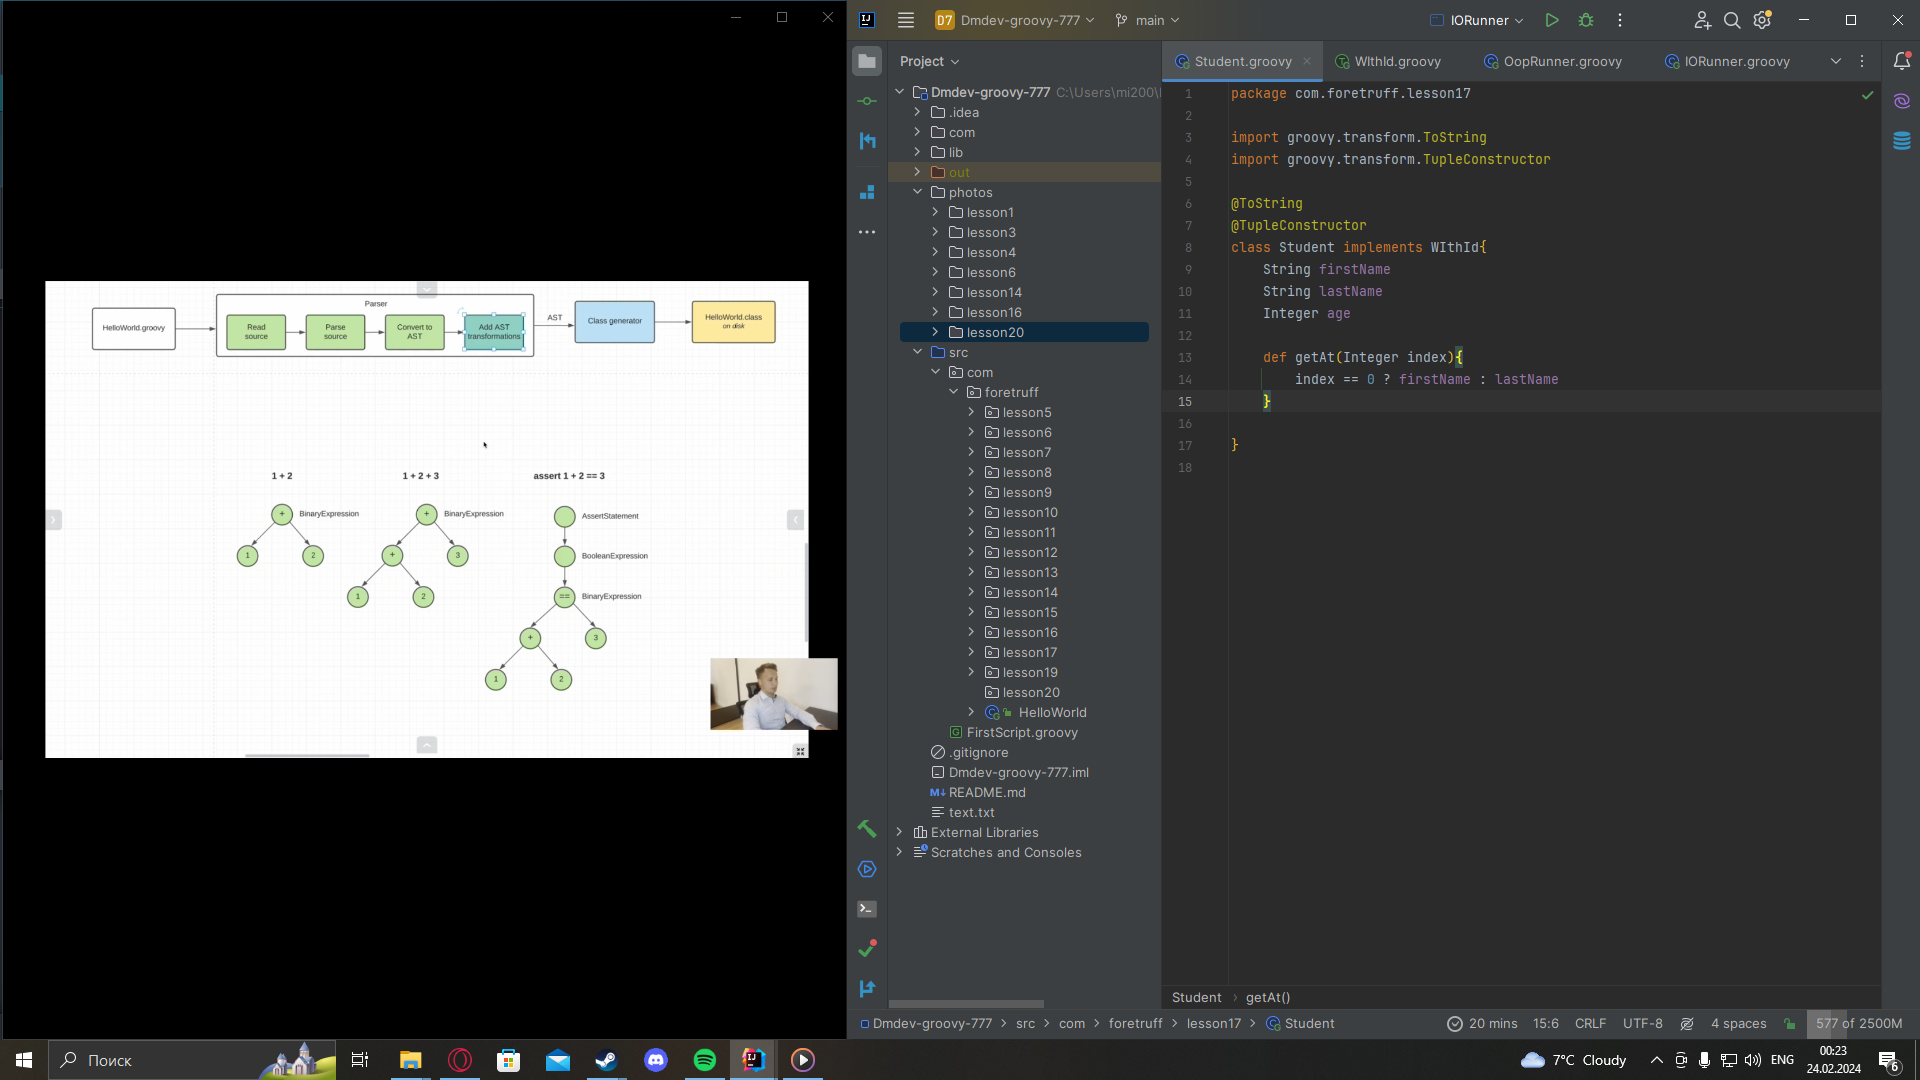 Parser
HelloWorld.groovy
Read source
Parse source
Convert to AST
Add AST transformations
AST
Class generator
HelloWorld.class
on disk
1 + 2
1 + 2 + 3
assert 1 + 2 == 3
+ BinaryExpression
1 2
+ BinaryExpression
+ 3
1 2
AssertStatement
BooleanExpression
== BinaryExpression
+ 3
1 2
D7 Dmdev-groovy-777 main
IORunner
Project
Dmdev-groovy-777 C:\Users\mi200\
.idea
com
lib
out
photos
lesson1
lesson3
lesson4
lesson6
lesson14
lesson16
lesson20
src
com
foretruff
lesson5
lesson6
lesson7
lesson8
lesson9
lesson10
lesson11
lesson12
lesson13
lesson14
lesson15
lesson16
lesson17
lesson19
lesson20
HelloWorld
FirstScript.groovy
.gitignore
Dmdev-groovy-777.iml
README.md
text.txt
External Libraries
Scratches and Consoles
Student.groovy WIthId.groovy OopRunner.groovy IORunner.groovy
1 package com.foretruff.lesson17
2
3 import groovy.transform.ToString
4 import groovy.transform.TupleConstructor
5
6 @ToString
7 @TupleConstructor
8 class Student implements WIthId{
9 String firstName
10 String lastName
11 Integer age
12
13 def getAt(Integer index){
14 index == 0 ? firstName : lastName
15 }
16
17 }
18
Student › getAt()
Dmdev-groovy-777 › src › com › foretruff › lesson17 › Student
20 mins 15:6 CRLF UTF-8 4 spaces 577 of 2500M
Поиск
7°C Cloudy
ENG
00:23
24.02.2024
6